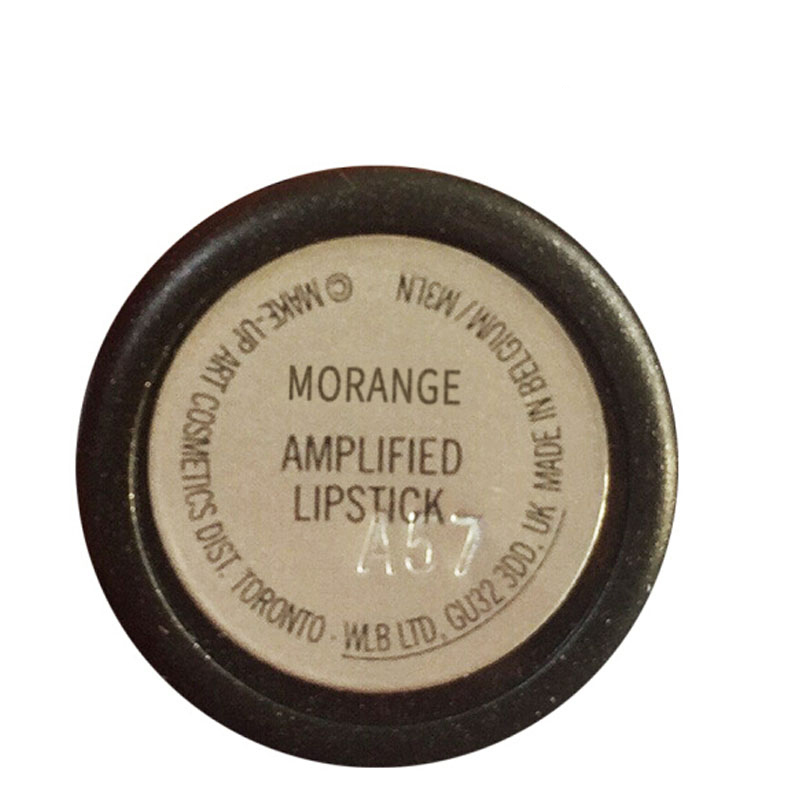 MORANGE
AMPLIFIED
LIPSTICK
A57
© MAKE-UP ART COSMETICS DIST. TORONTO · WLB LTD, GU32 3DD, UK MADE IN BELGIUM / M3LN